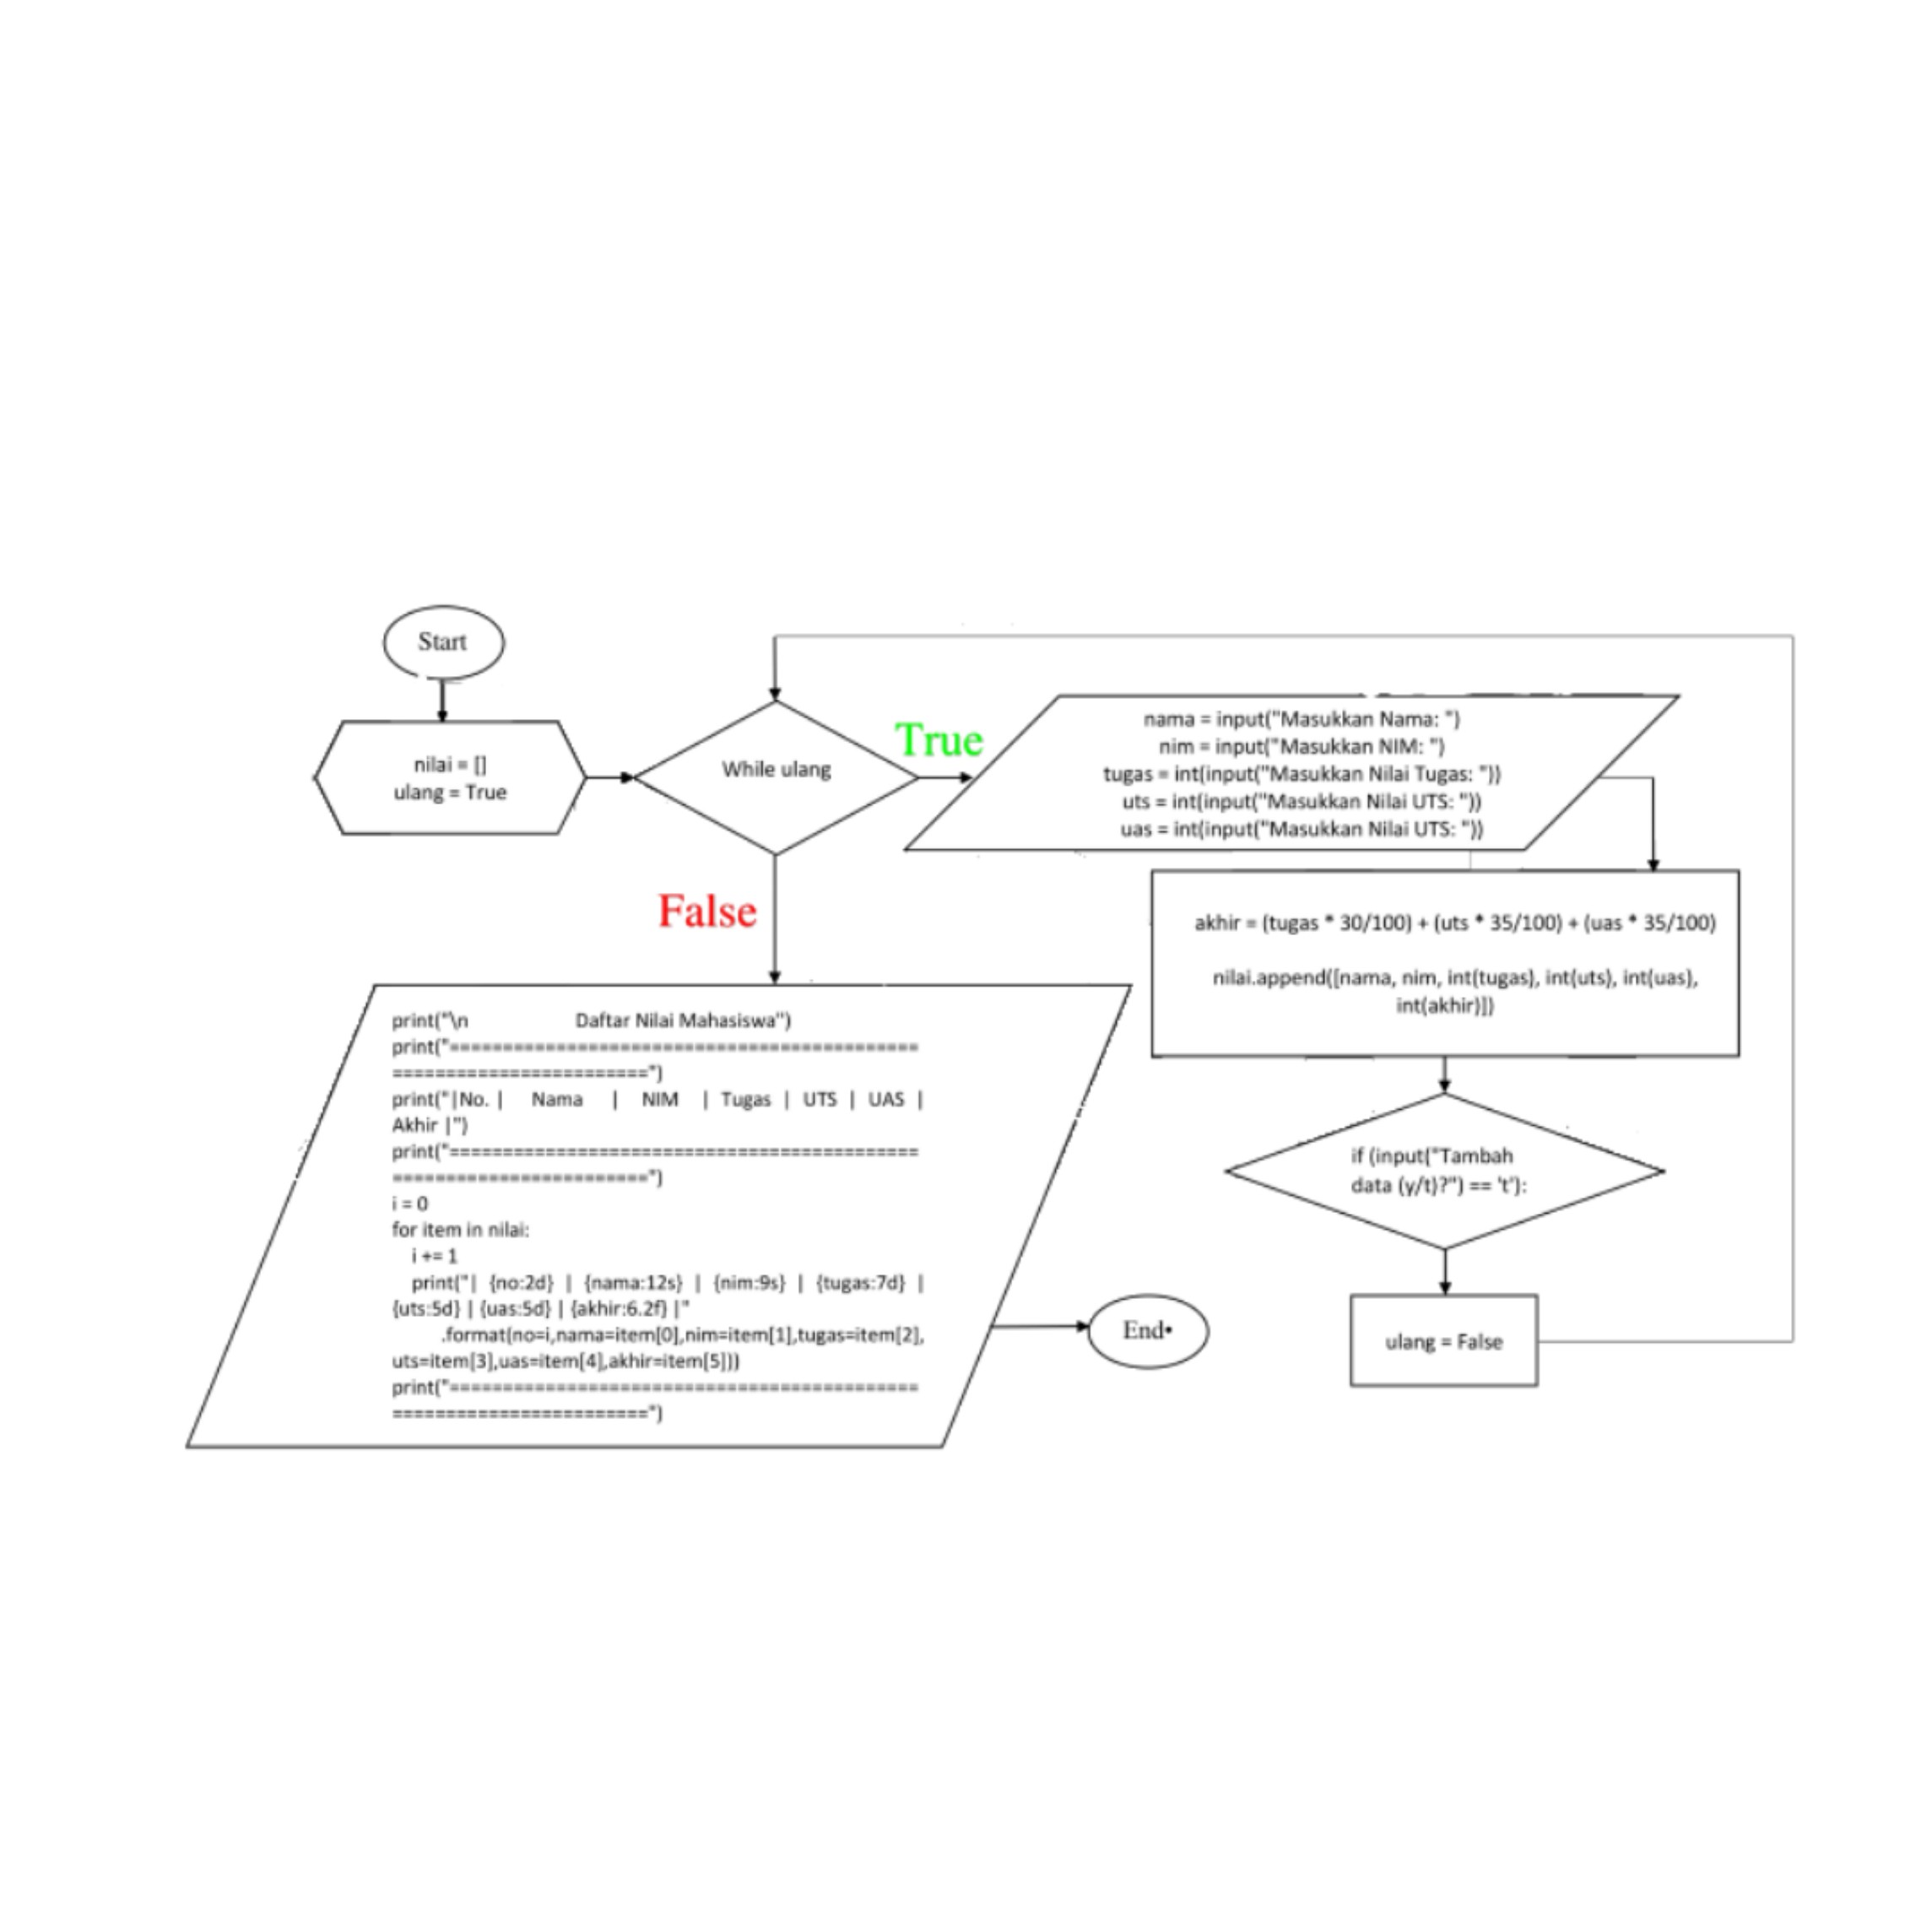 Start
nilai = []
ulang = True
While ulang
True
False
nama = input("Masukkan Nama: ")
nim = input("Masukkan NIM: ")
tugas = int(input("Masukkan Nilai Tugas: "))
uts = int(input("Masukkan Nilai UTS: "))
uas = int(input("Masukkan Nilai UTS: "))
akhir = (tugas * 30/100) + (uts * 35/100) + (uas * 35/100)
nilai.append([nama, nim, int(tugas), int(uts), int(uas),
int(akhir)])
if (input("Tambah
data (y/t)?") == 't'):
ulang = False
print("\n Daftar Nilai Mahasiswa")
print("============================================
========================")
print("|No. | Nama | NIM | Tugas | UTS | UAS |
Akhir |")
print("============================================
========================")
i = 0
for item in nilai:
i += 1
print("| {no:2d} | {nama:12s} | {nim:9s} | {tugas:7d} |
{uts:5d} | {uas:5d} | {akhir:6.2f} |"
.format(no=i,nama=item[0],nim=item[1],tugas=item[2],
uts=item[3],uas=item[4],akhir=item[5]))
print("============================================
========================")
End•